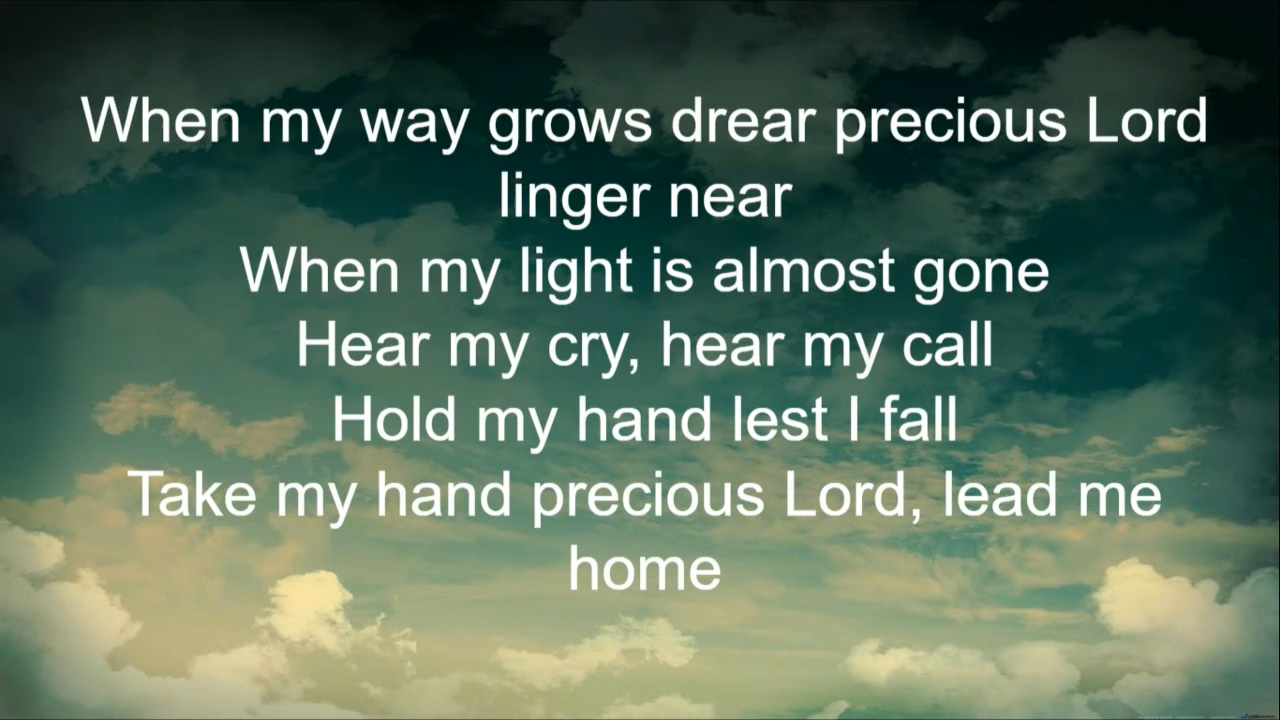 When my way grows drear precious Lord
linger near
When my light is almost gone
Hear my cry, hear my call
Hold my hand lest I fall
Take my hand precious Lord, lead me
home